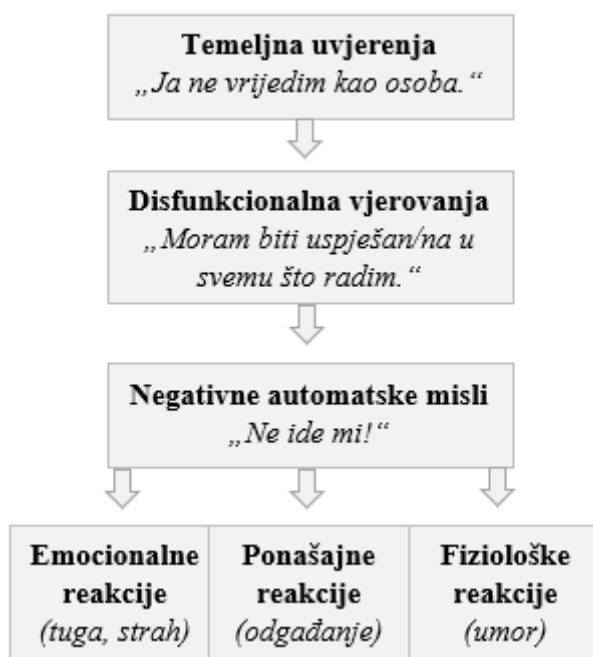 Temeljna uvjerenja
„Ja ne vrijedim kao osoba.“
Disfunkcionalna vjerovanja
„Moram biti uspješan/na u
svemu što radim.“
Negativne automatske misli
„Ne ide mi!“
Emocionalne
reakcije
(tuga, strah)
Ponašajne
reakcije
(odgađanje)
Fiziološke
reakcije
(umor)